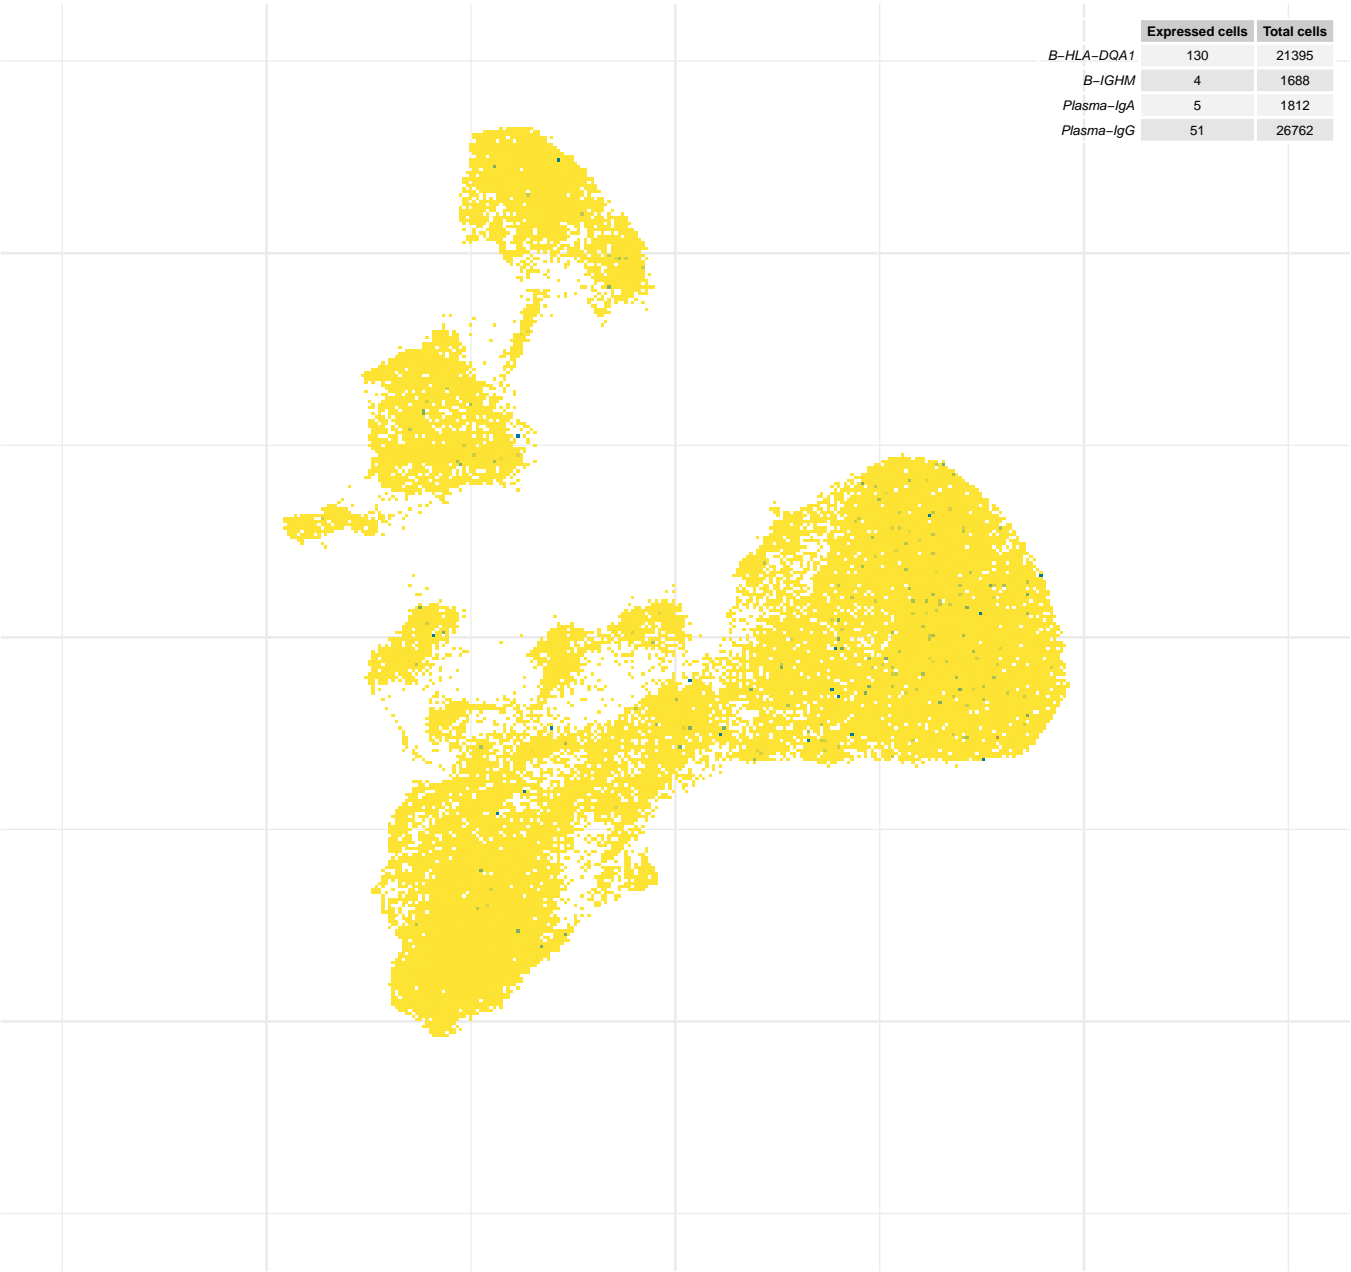 Expressed cells Total cells
B−HLA−DQA1 130 21395
B−IGHM 4 1688
Plasma−IgA 5 1812
Plasma−IgG 51 26762